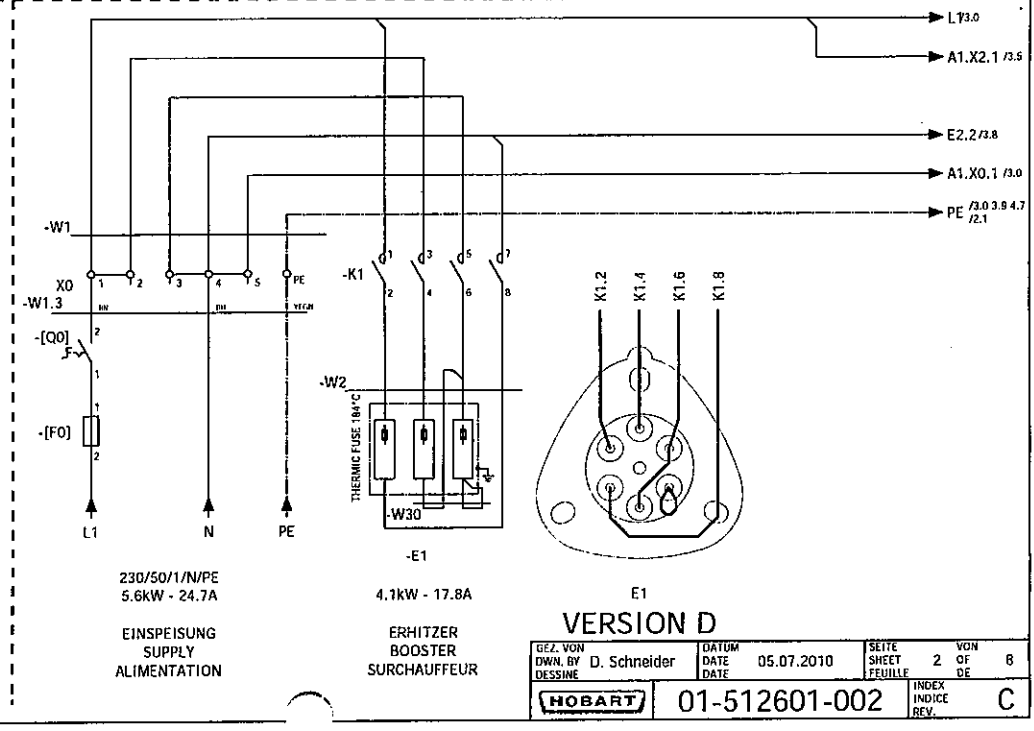 L1/3.0
A1.X2.1 /3.5
E2.2/3.8
A1.X0.1 /3.0
PE /3.0 3.9 4.7
/2.1
-W1
X0 1 2 3 4 5 PE
-K1 1 3 5 7
2 4 6 8
K1.2 K1.4 K1.6 K1.8
-W1.3
-[Q0] 2
1
-[F0] 1
2
-W2
THERMIC FUSE 184°C
-W30
L1 N PE
-E1
E1
230/50/1/N/PE
5.6kW - 24.7A
4.1kW - 17.8A
EINSPEISUNG
SUPPLY
ALIMENTATION
ERHITZER
BOOSTER
SURCHAUFFEUR
VERSION D
GEZ. VON
DWN. BY D. Schneider
DESSINÉ
DATUM
DATE 05.07.2010
DATE
SEITE VON
SHEET 2 OF 8
FEUILLE DE
HOBART
01-512601-002
INDEX
INDICE C
REV.